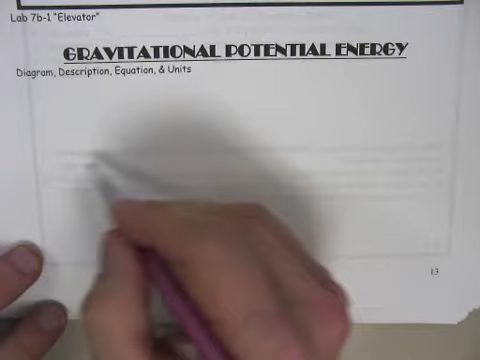 Lab 7b-1 "Elevator"
GRAVITATIONAL POTENTIAL ENERGY
Diagram, Description, Equation, & Units
13